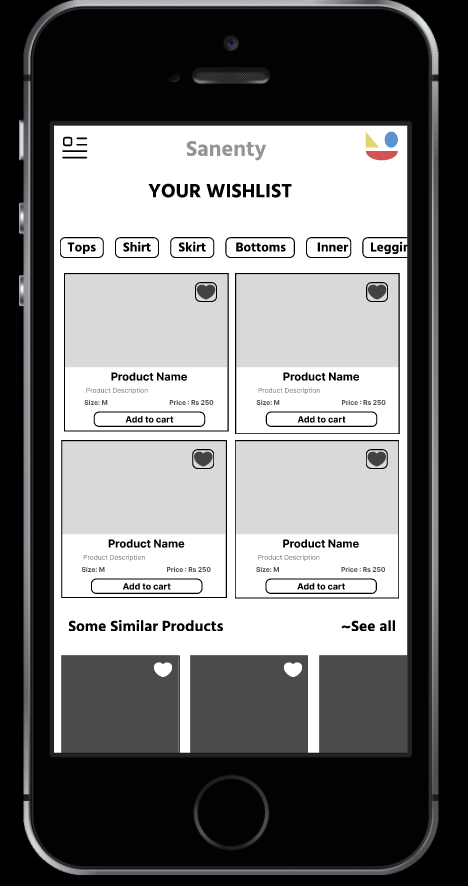 Sanenty
YOUR WISHLIST
Tops Shirt Skirt Bottoms Inner Leggin
Product Name
Product Description
Size: M Price : Rs 250
Add to cart
Product Name
Product Description
Size: M Price : Rs 250
Add to cart
Product Name
Product Description
Size: M Price : Rs 250
Add to cart
Product Name
Product Description
Size: M Price : Rs 250
Add to cart
Some Similar Products ~See all